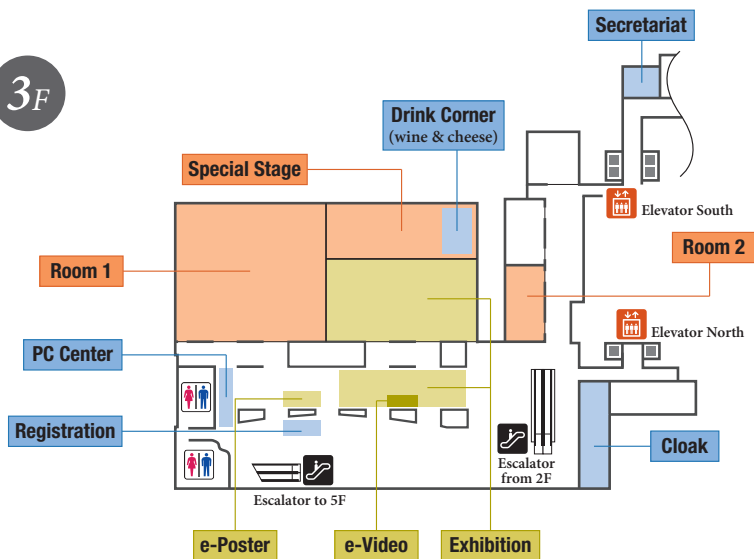 Secretariat
3F
Drink Corner
(wine & cheese)
Special Stage
Elevator South
Room 2
Room 1
Elevator North
PC Center
Registration
Cloak
Escalator
from 2F
Escalator to 5F
e-Poster
e-Video
Exhibition